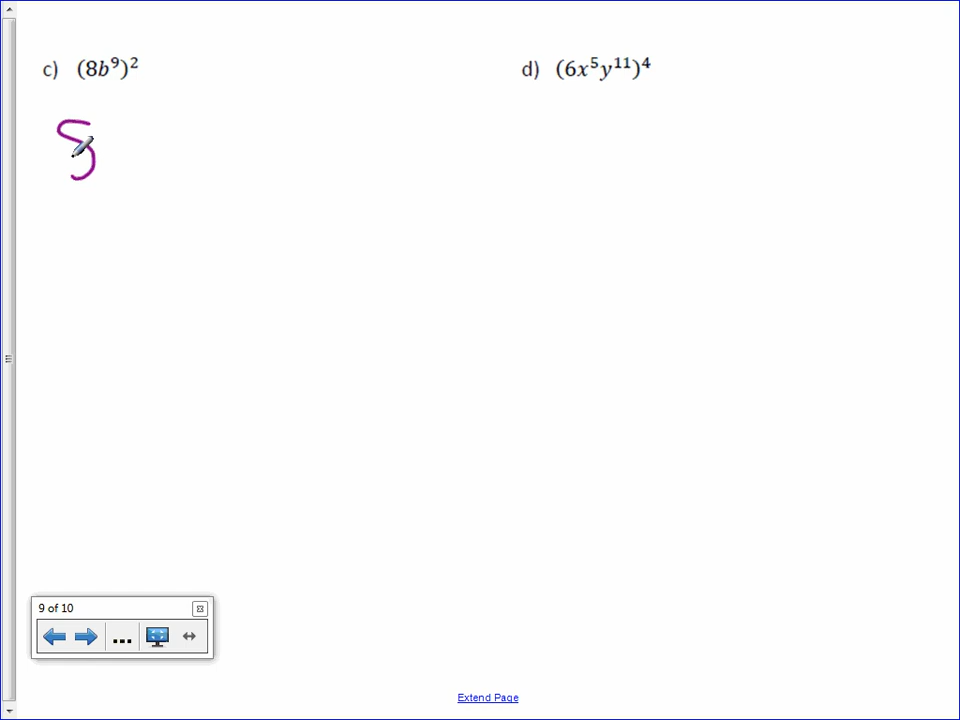 c) (8b⁹)² d) (6x⁵y¹¹)⁴
9 of 10
...
Extend Page